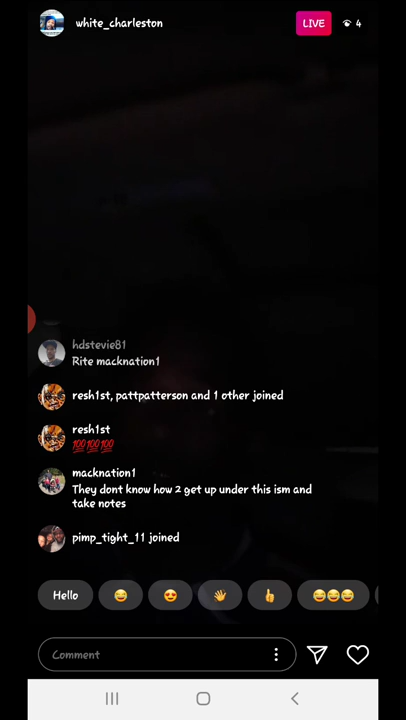 white_charleston
LIVE
4
hdstevie81
Rite macknation1
resh1st, pattpatterson and 1 other joined
resh1st
💯💯💯
macknation1
They dont know how 2 get up under this ism and
take notes
pimp_tight_11 joined
Hello
Comment